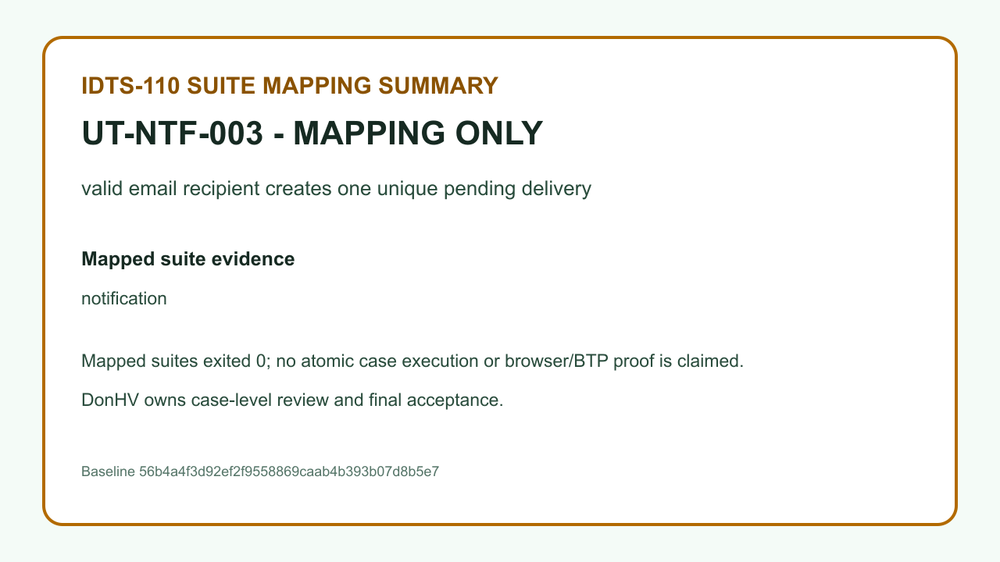 IDTS-110 SUITE MAPPING SUMMARY
UT-NTF-003 - MAPPING ONLY
valid email recipient creates one unique pending delivery
Mapped suite evidence
notification
Mapped suites exited 0; no atomic case execution or browser/BTP proof is claimed.
DonHV owns case-level review and final acceptance.
Baseline 56b4a4f3d92ef2f9558869caab4b393b07d8b5e7